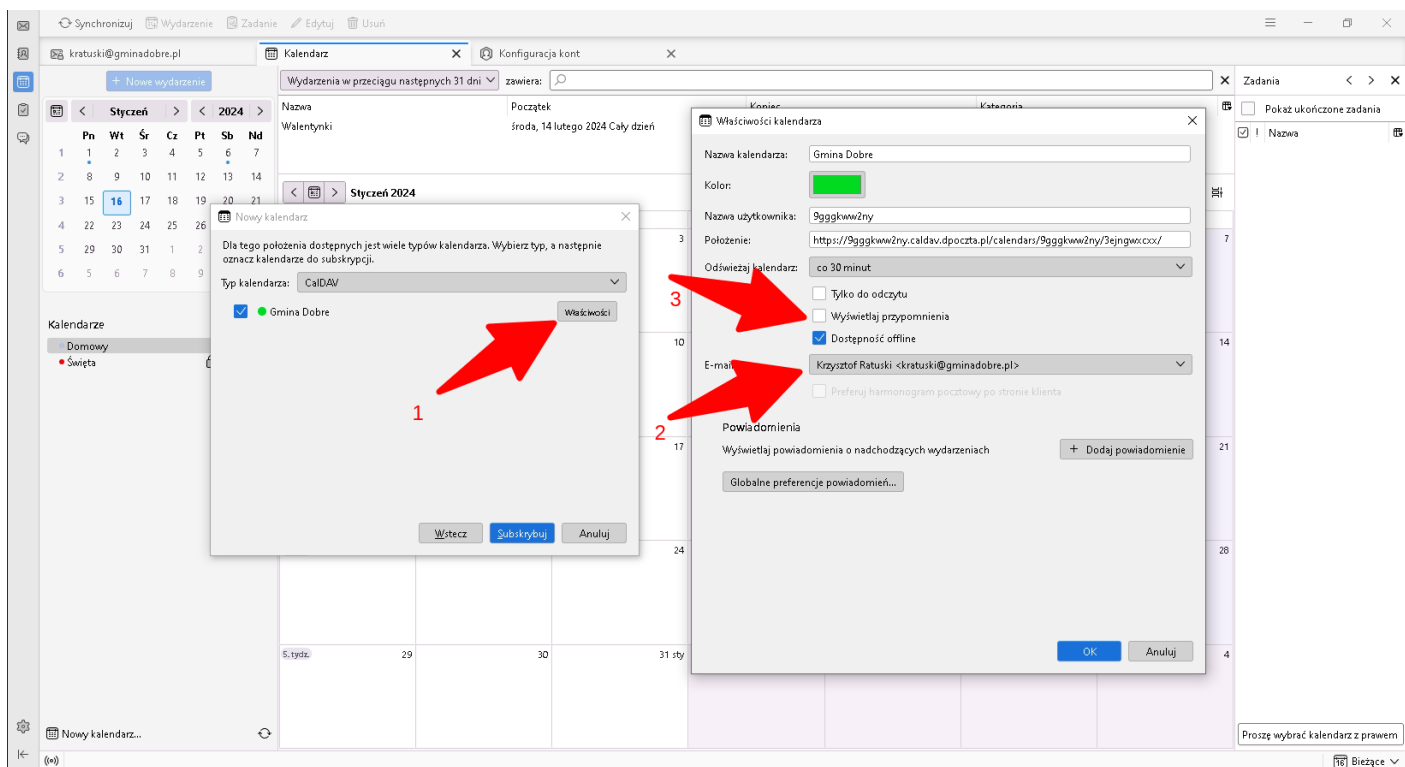 Synchronizuj Wydarzenie Zadanie Edytuj Usuń
kratuski@gminadobre.pl
Kalendarz
Konfiguracja kont
+ Nowe wydarzenie
Styczeń 2024
Pn Wt Śr Cz Pt Sb Nd
1 1 2 3 4 5 6 7
2 8 9 10 11 12 13 14
3 15 16 17 18 19 20 21
4 22 23 24 25 26
5 29 30 31 1 2
6 5 6 7 8 9
Kalendarze
Domowy
Święta
Nowy kalendarz...
Wydarzenia w przeciągu następnych 31 dni
zawiera:
Nazwa Początek Koniec Kategoria
Walentynki środa, 14 lutego 2024 Cały dzień
Styczeń 2024
3 7
10 14
17 21
24 28
5. tydz. 29 30 31 sty 4
Nowy kalendarz
Dla tego położenia dostępnych jest wiele typów kalendarza. Wybierz typ, a następnie
oznacz kalendarze do subskrypcji.
Typ kalendarza: CalDAV
Gmina Dobre
Właściwości
1
Wstecz Subskrybuj Anuluj
Właściwości kalendarza
Nazwa kalendarza: Gmina Dobre
Kolor:
Nazwa użytkownika: 9gggkww2ny
Położenie: https://9gggkww2ny.caldav.dpoczta.pl/calendars/9gggkww2ny/3ejngwxcxx/
Odświeżaj kalendarz: co 30 minut
Tylko do odczytu
3
Wyświetlaj przypomnienia
Dostępność offline
E-mail Krzysztof Ratuski <kratuski@gminadobre.pl>
Preferuj harmonogram pocztowy po stronie klienta
2
Powiadomienia
Wyświetlaj powiadomienia o nadchodzących wydarzeniach
+ Dodaj powiadomienie
Globalne preferencje powiadomień...
OK Anuluj
Zadania
Pokaż ukończone zadania
! Nazwa
Proszę wybrać kalendarz z prawem
16 Bieżące